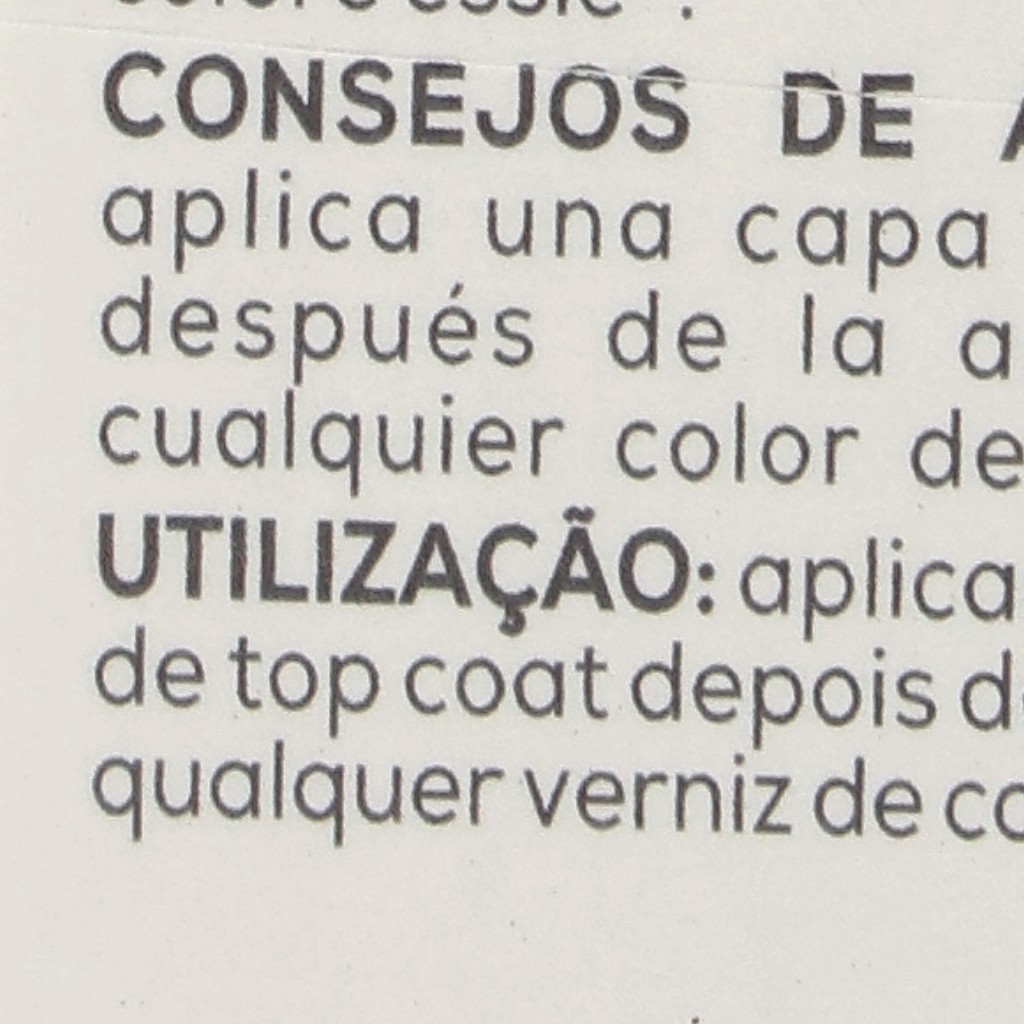 CONSEJOS DE
aplica una capa
después de la a
cualquier color de
UTILIZAÇÃO: aplica
de top coat depois d
qualquer verniz de co